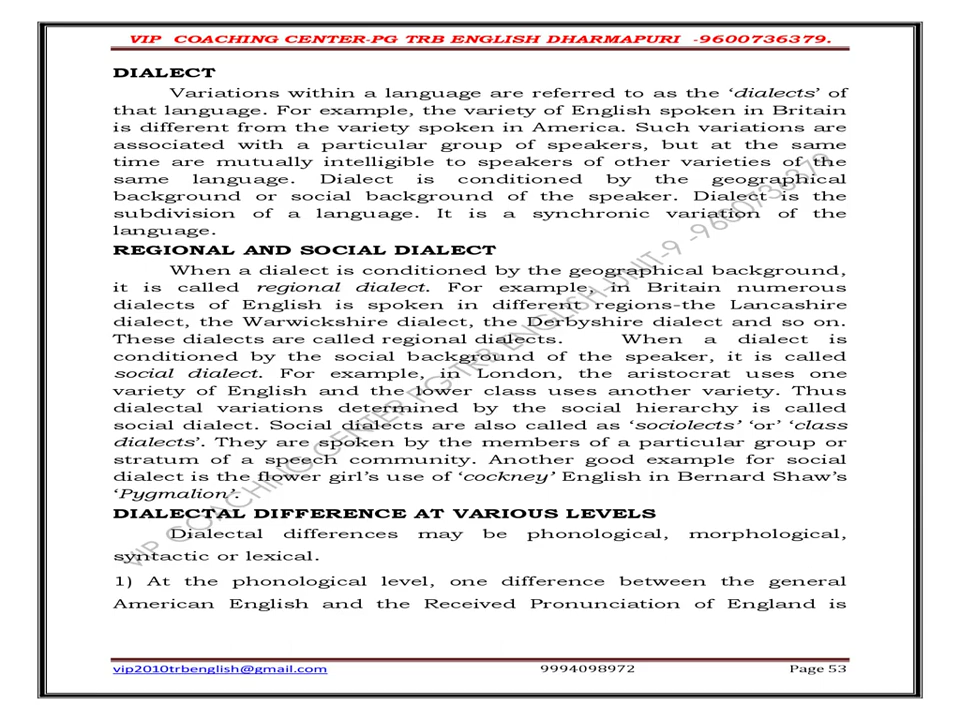 VIP COACHING CENTER-PG TRB ENGLISH DHARMAPURI -9600736379.
DIALECT
Variations within a language are referred to as the ‘dialects’ of
that language. For example, the variety of English spoken in Britain
is different from the variety spoken in America. Such variations are
associated with a particular group of speakers, but at the same
time are mutually intelligible to speakers of other varieties of the
same language. Dialect is conditioned by the geographical
background or social background of the speaker. Dialect is the
subdivision of a language. It is a synchronic variation of the
language.
REGIONAL AND SOCIAL DIALECT
When a dialect is conditioned by the geographical background,
it is called regional dialect. For example, in Britain numerous
dialects of English is spoken in different regions-the Lancashire
dialect, the Warwickshire dialect, the Derbyshire dialect and so on.
These dialects are called regional dialects. When a dialect is
conditioned by the social background of the speaker, it is called
social dialect. For example, in London, the aristocrat uses one
variety of English and the lower class uses another variety. Thus
dialectal variations determined by the social hierarchy is called
social dialect. Social dialects are also called as ‘sociolects’ ‘or’ ‘class
dialects’. They are spoken by the members of a particular group or
stratum of a speech community. Another good example for social
dialect is the flower girl’s use of ‘cockney’ English in Bernard Shaw’s
‘Pygmalion’.
DIALECTAL DIFFERENCE AT VARIOUS LEVELS
Dialectal differences may be phonological, morphological,
syntactic or lexical.
1) At the phonological level, one difference between the general
American English and the Received Pronunciation of England is
VIP COACHING CENTER-PG-TRB ENGLISH-UNIT-9 -9600736379
vip2010trbenglish@gmail.com 9994098972 Page 53